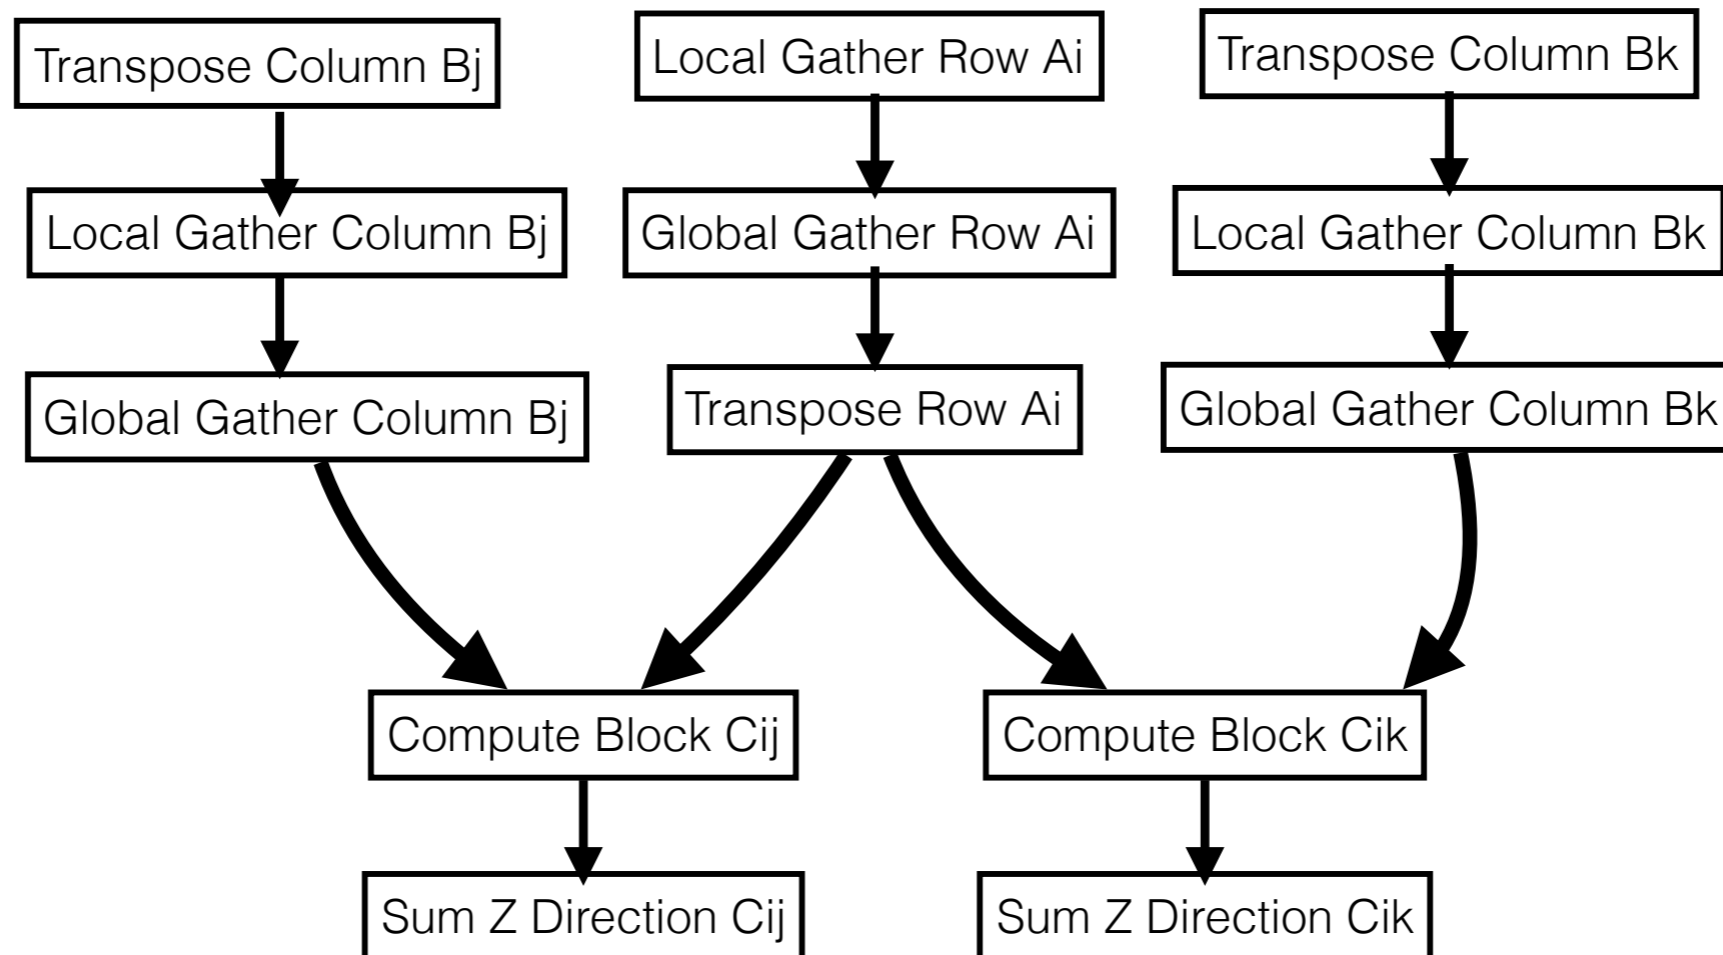 Transpose Column Bj
Local Gather Row Ai
Transpose Column Bk
Local Gather Column Bj
Global Gather Row Ai
Local Gather Column Bk
Global Gather Column Bj
Transpose Row Ai
Global Gather Column Bk
Compute Block Cij
Compute Block Cik
Sum Z Direction Cij
Sum Z Direction Cik